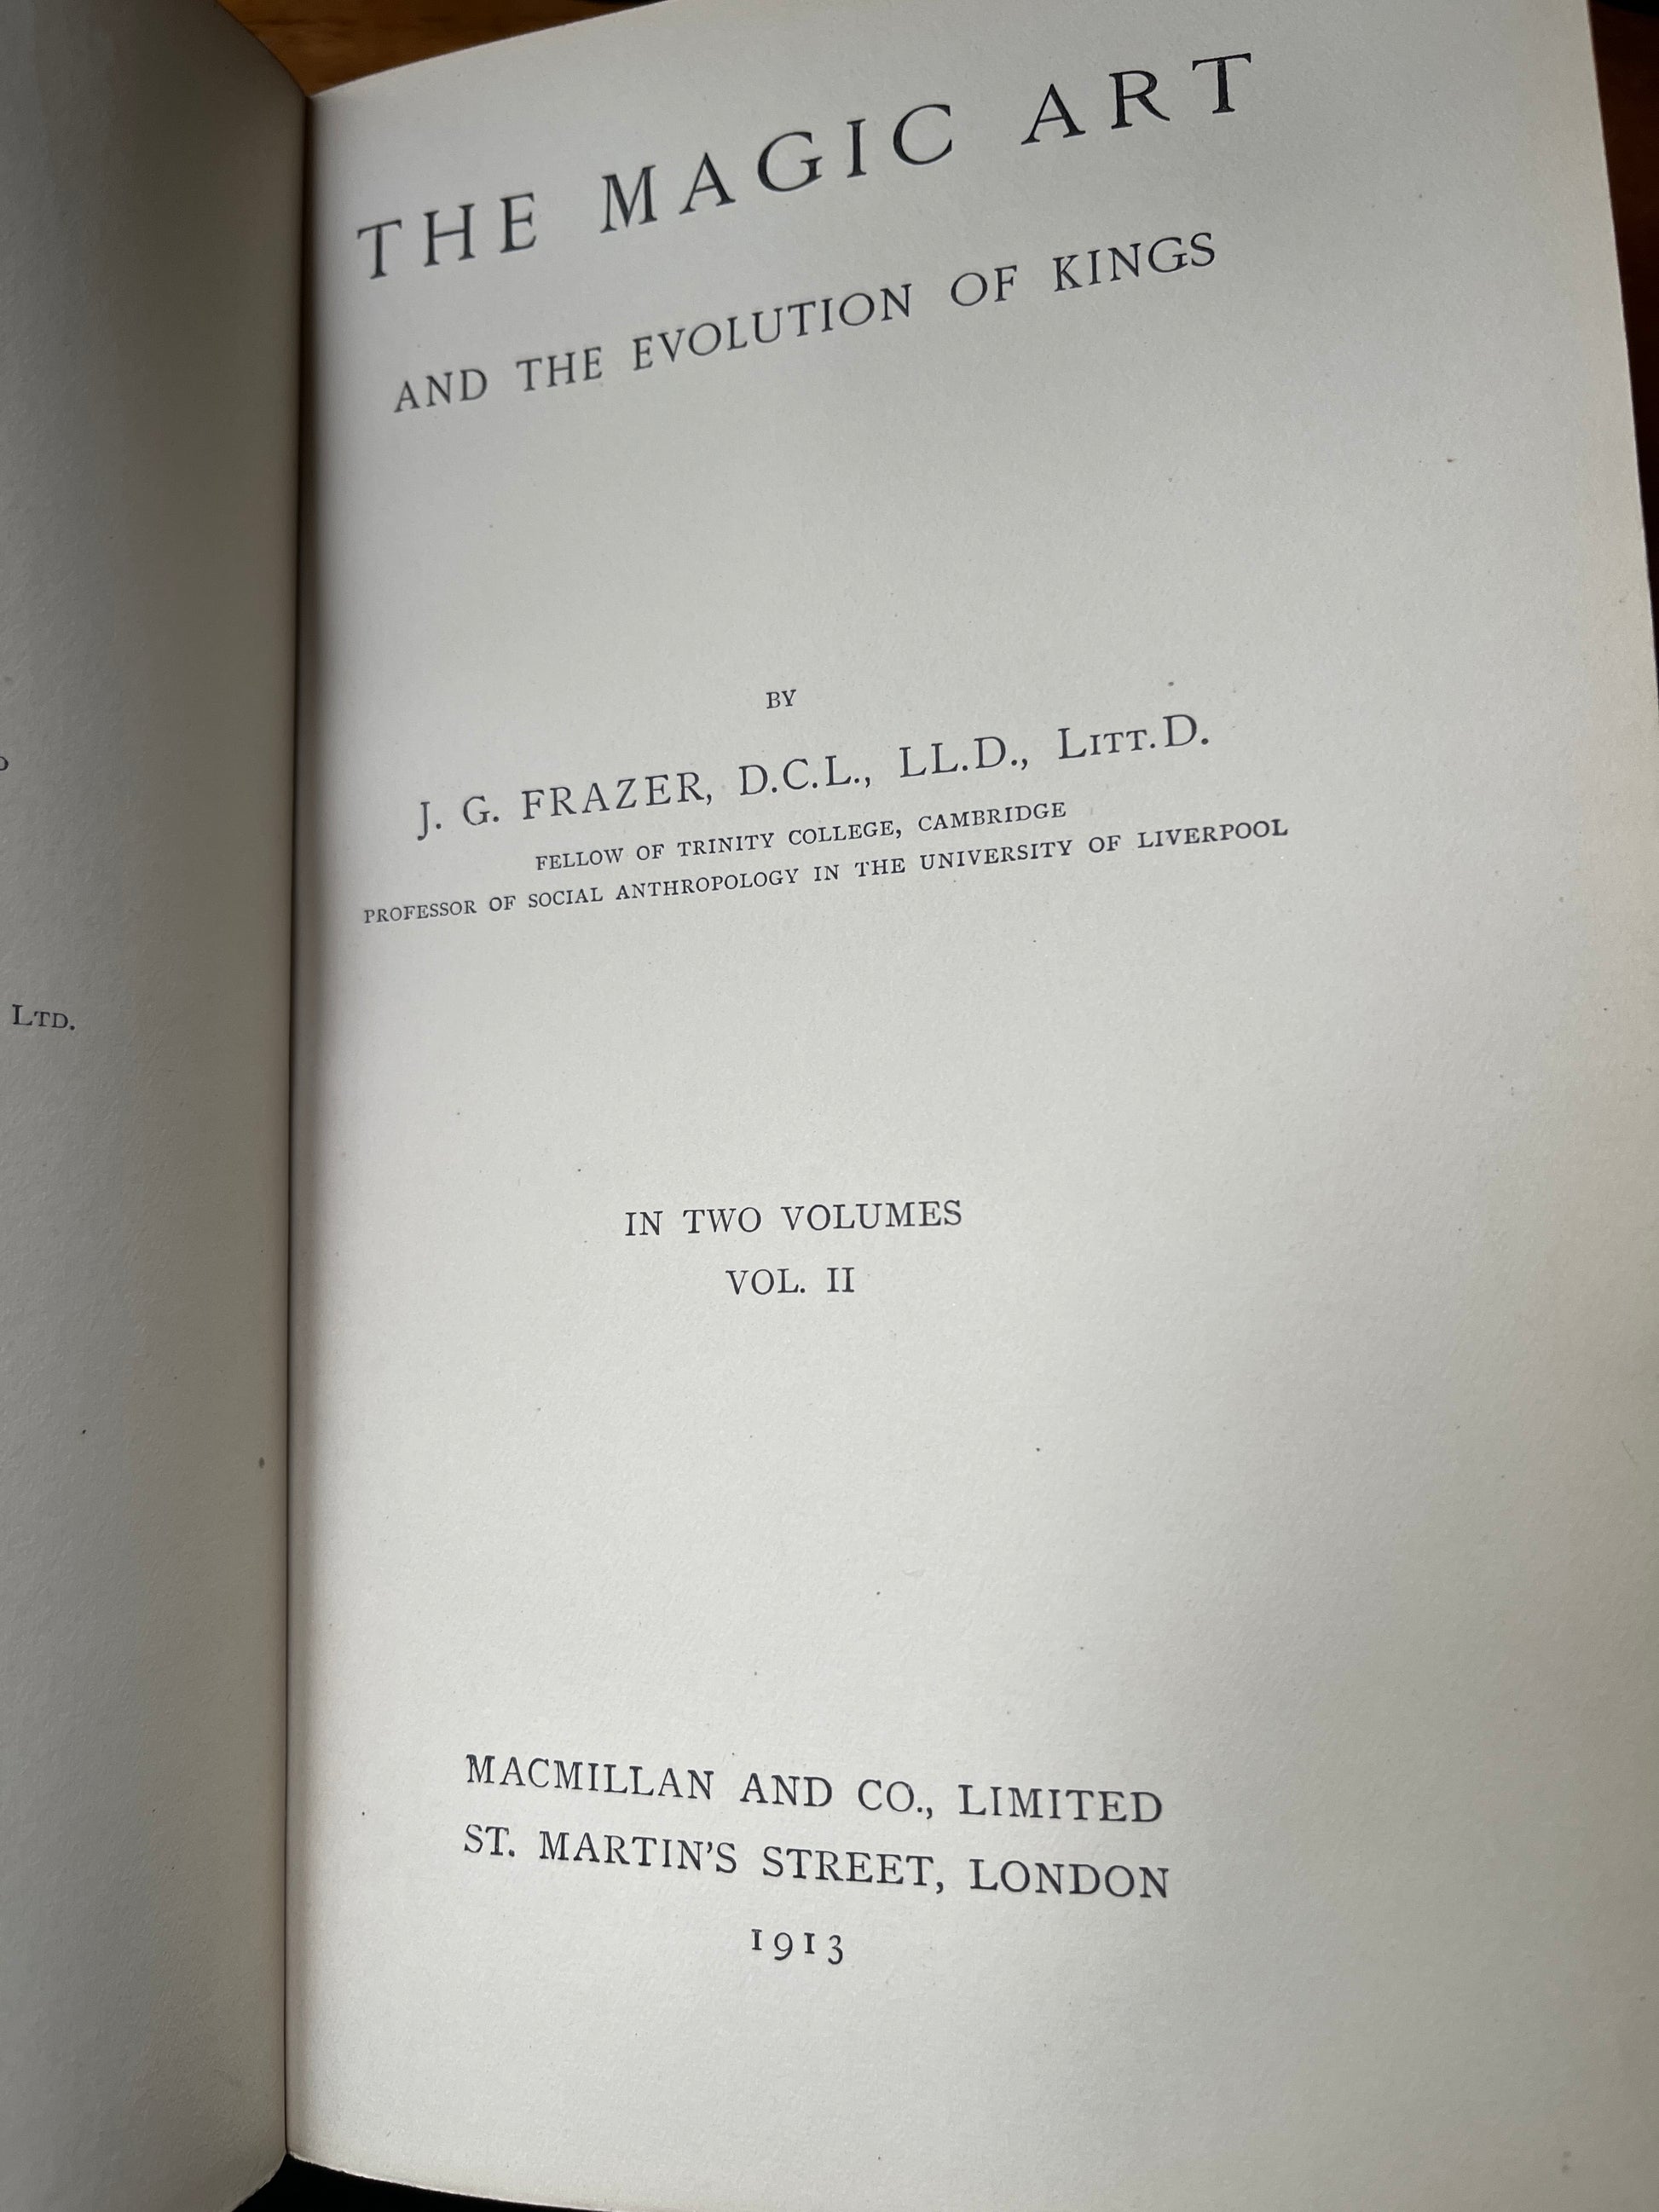 THE MAGIC ART
AND THE EVOLUTION OF KINGS
BY
J. G. FRAZER, D.C.L., LL.D., LITT.D.
FELLOW OF TRINITY COLLEGE, CAMBRIDGE
PROFESSOR OF SOCIAL ANTHROPOLOGY IN THE UNIVERSITY OF LIVERPOOL
IN TWO VOLUMES
VOL. II
MACMILLAN AND CO., LIMITED
ST. MARTIN'S STREET, LONDON
1913
LTD.